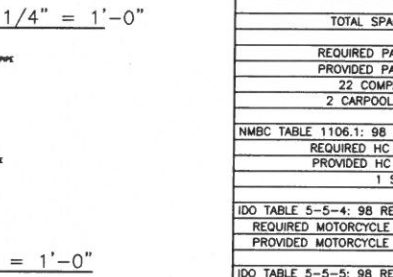 1/4" = 1'-0"
PIPE
= 1'-0"
TOTAL SPA
REQUIRED PA
PROVIDED PA
22 COMP
2 CARPOOL
NMBC TABLE 1106.1: 98
REQUIRED HC
PROVIDED HC
1 S
IDO TABLE 5-5-4: 98 RE
REQUIRED MOTORCYCLE
PROVIDED MOTORCYCLE
IDO TABLE 5-5-5: 98 RE